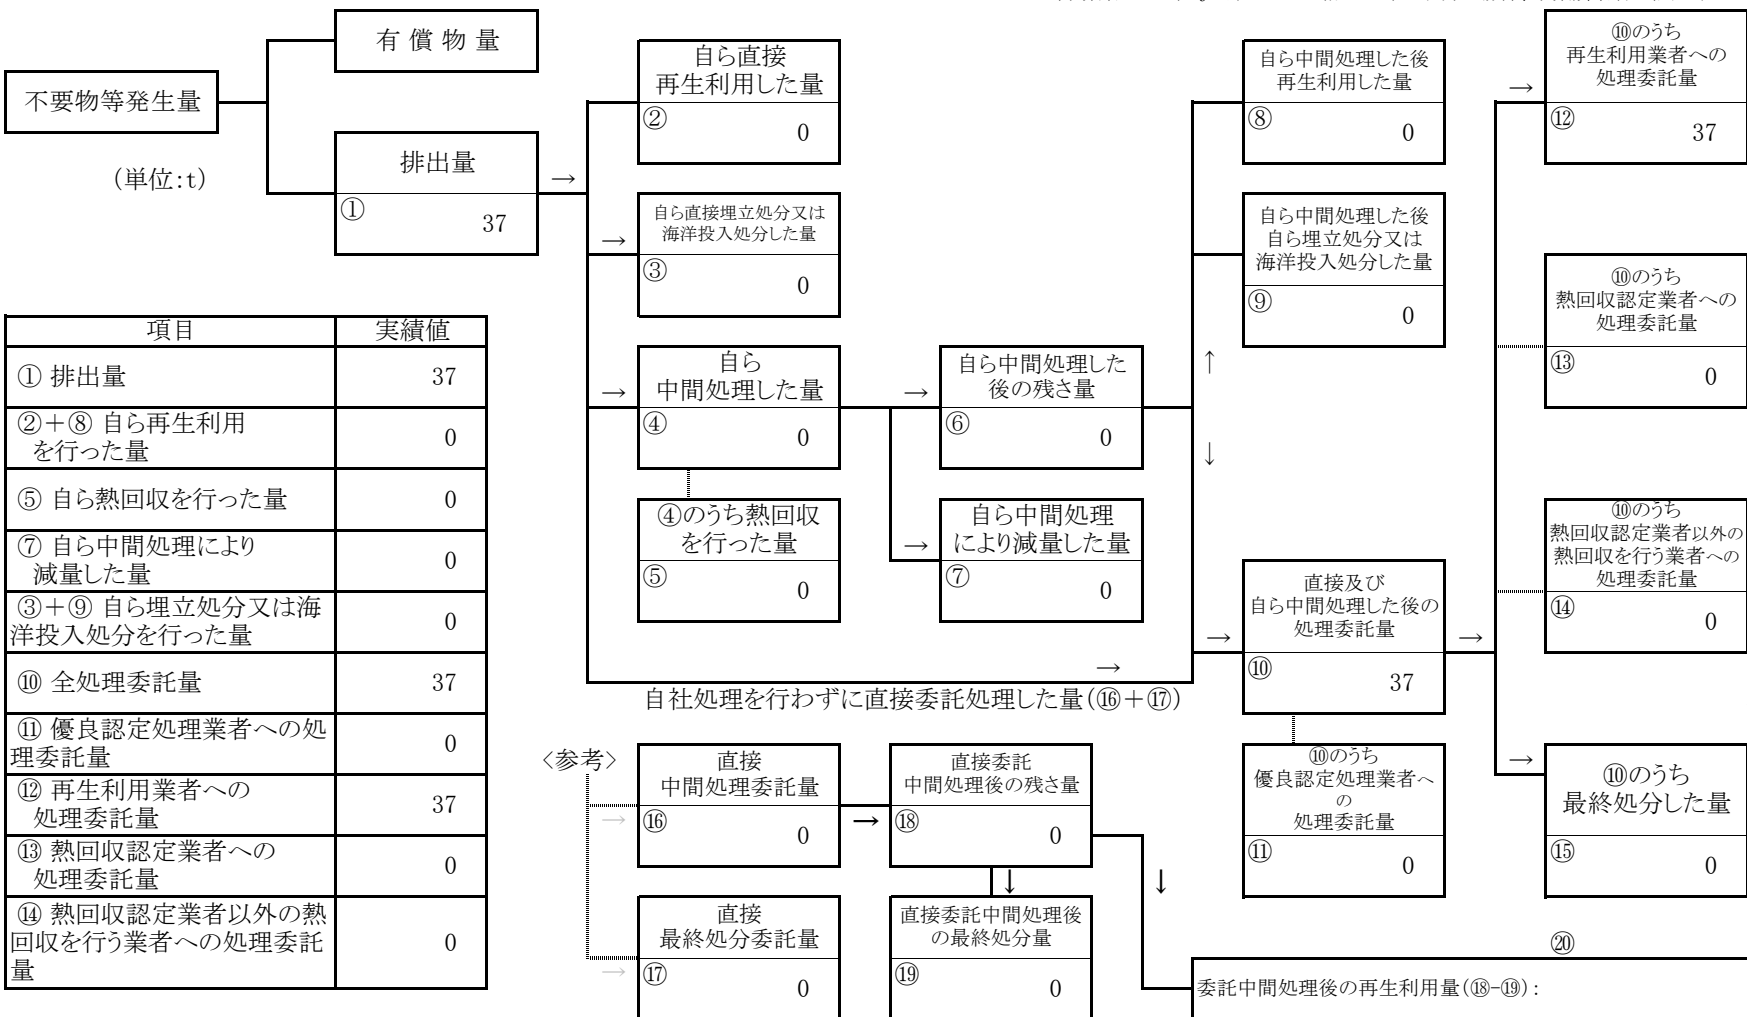 有 償 物 量
不要物等発生量
(単位:t)
排出量
①
37
→
自ら直接
再生利用した量
②
0
→
自ら直接埋立処分又は
海洋投入処分した量
③
0
→
自ら
中間処理した量
④
0
④のうち熱回収
を行った量
⑤
0
→
自ら中間処理した
後の残さ量
⑥
0
→
自ら中間処理
により減量した量
⑦
0
↑
↓
自ら中間処理した後
再生利用した量
⑧
0
自ら中間処理した後
自ら埋立処分又は
海洋投入処分した量
⑨
0
→
直接及び
自ら中間処理した後の
処理委託量
⑩
37
⑩のうち
優良認定処理業者へ
の
処理委託量
⑪
0
→
→
⑩のうち
再生利用業者への
処理委託量
⑫
37
⑩のうち
熱回収認定業者への
処理委託量
⑬
0
⑩のうち
熱回収認定業者以外の
熱回収を行う業者への
処理委託量
⑭
0
→
⑩のうち
最終処分した量
⑮
0
→
自社処理を行わずに直接委託処理した量(⑯+⑰)
〈参考〉
→
直接
中間処理委託量
⑯
0
→
直接委託
中間処理後の残さ量
⑱
0
→
直接
最終処分委託量
⑰
0
↓
直接委託中間処理後
の最終処分量
⑲
0
↓
⑳
委託中間処理後の再生利用量(⑱-⑲):
項目 実績値
① 排出量 37
②+⑧ 自ら再生利用
を行った量 0
⑤ 自ら熱回収を行った量 0
⑦ 自ら中間処理により
減量した量 0
③+⑨ 自ら埋立処分又は海
洋投入処分を行った量 0
⑩ 全処理委託量 37
⑪ 優良認定処理業者への処
理委託量 0
⑫ 再生利用業者への
処理委託量 37
⑬ 熱回収認定業者への
処理委託量 0
⑭ 熱回収認定業者以外の熱
回収を行う業者への処理委託
量 0